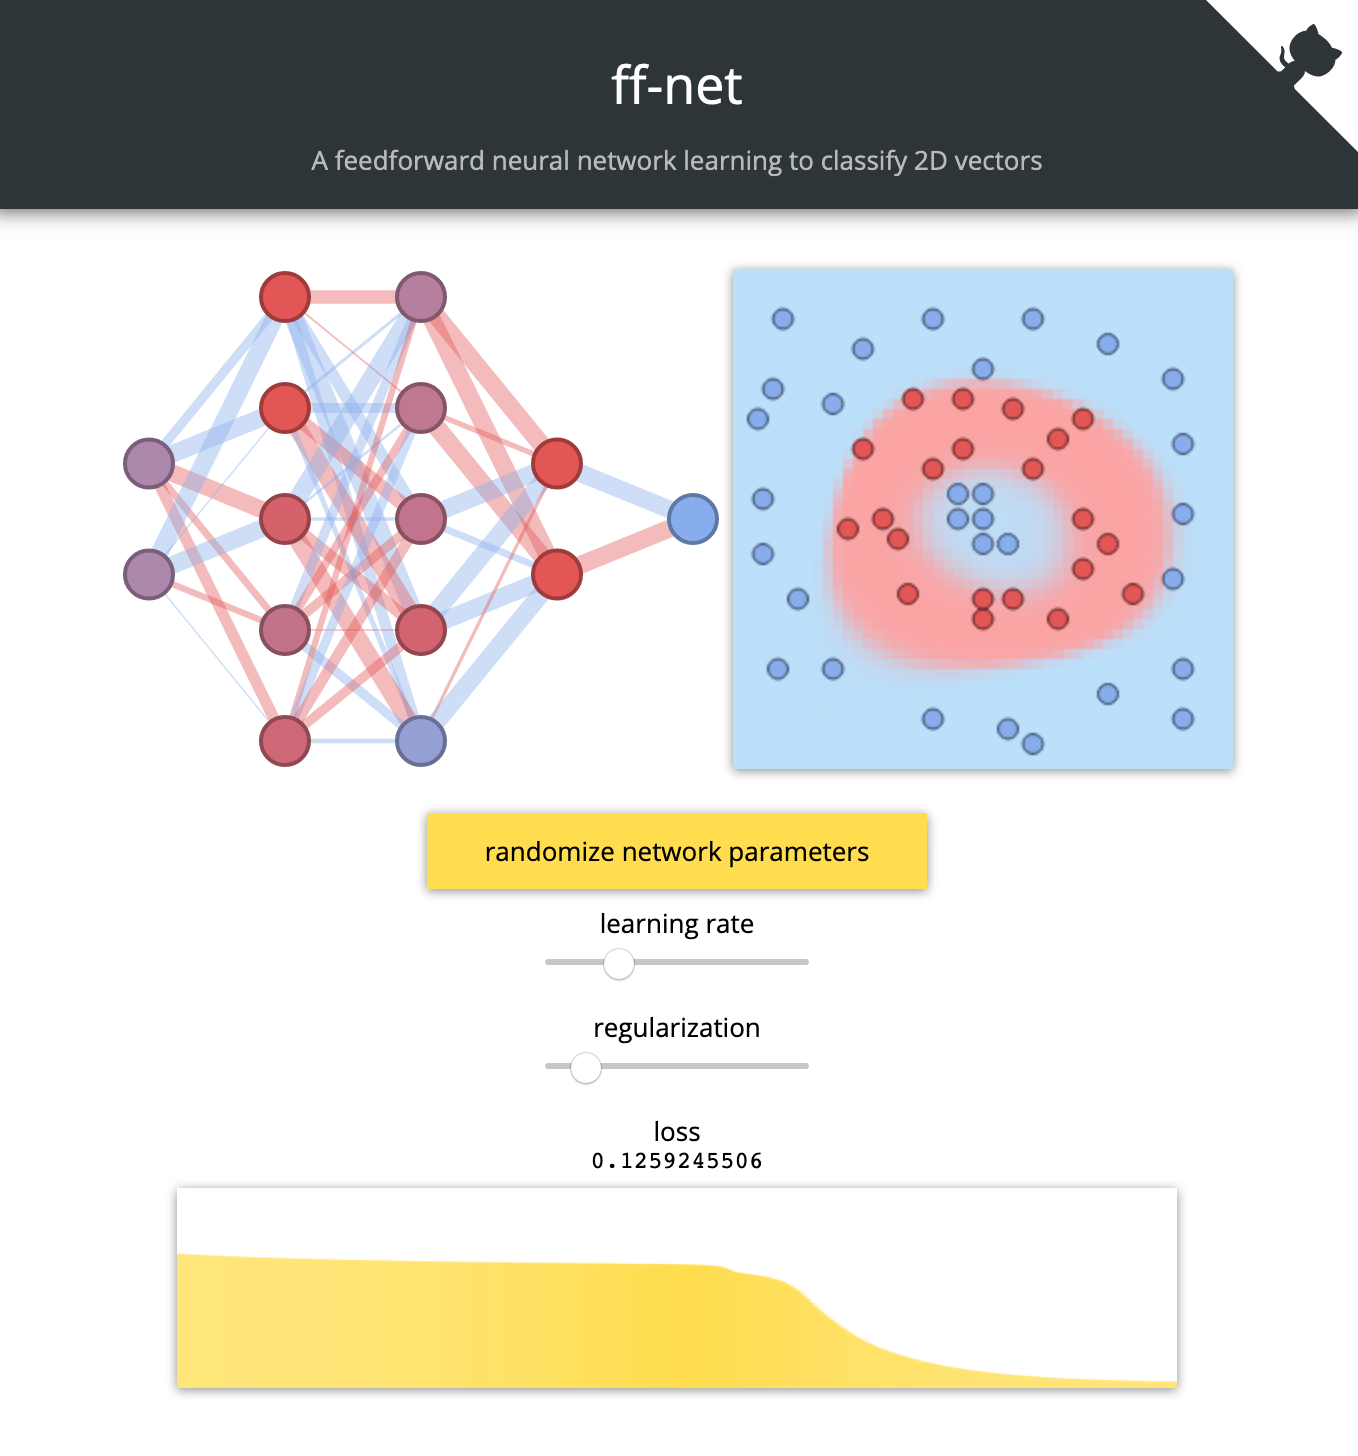 ff-net
A feedforward neural network learning to classify 2D vectors
randomize network parameters
learning rate
regularization
loss
0.1259245506